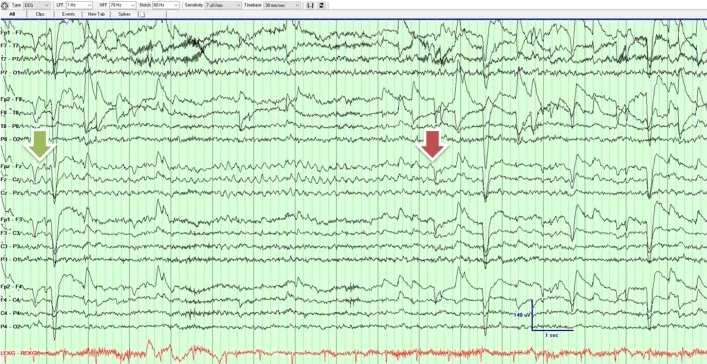 Type EEG LFF 1 Hz HFF 70 Hz Notch 60 Hz Sensitivity 7 uV/mm Timebase 30 mm/sec
All Clips Events New Tab Spikes
Fp1 - F7
F7 - T7
T7 - P7
P7 - O1
Fp2 - F8
F8 - T8
T8 - P8
P8 - O2
Fpz - Fz
Fz - Cz
Cz - Pz
Fp1 - F3
F3 - C3
C3 - P3
P3 - O1
Fp2 - F4
F4 - C4
C4 - P4
P4 - O2
140 uV
1 sec
LEKG - REKG